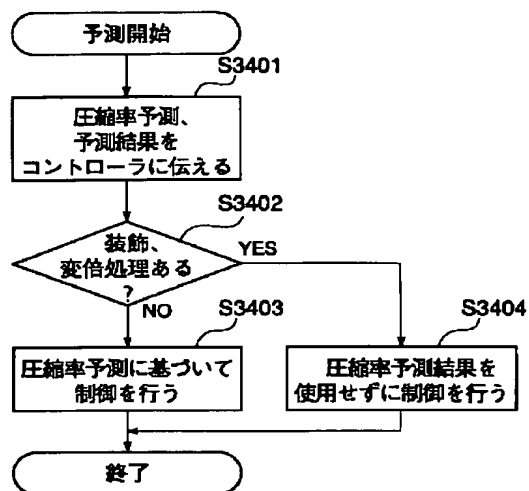 予測開始
S3401
圧縮率予測、
予測結果を
コントローラに伝える
S3402
装飾、
変倍処理ある
?
YES
NO
S3403
圧縮率予測に基づいて
制御を行う
S3404
圧縮率予測結果を
使用せずに制御を行う
終了